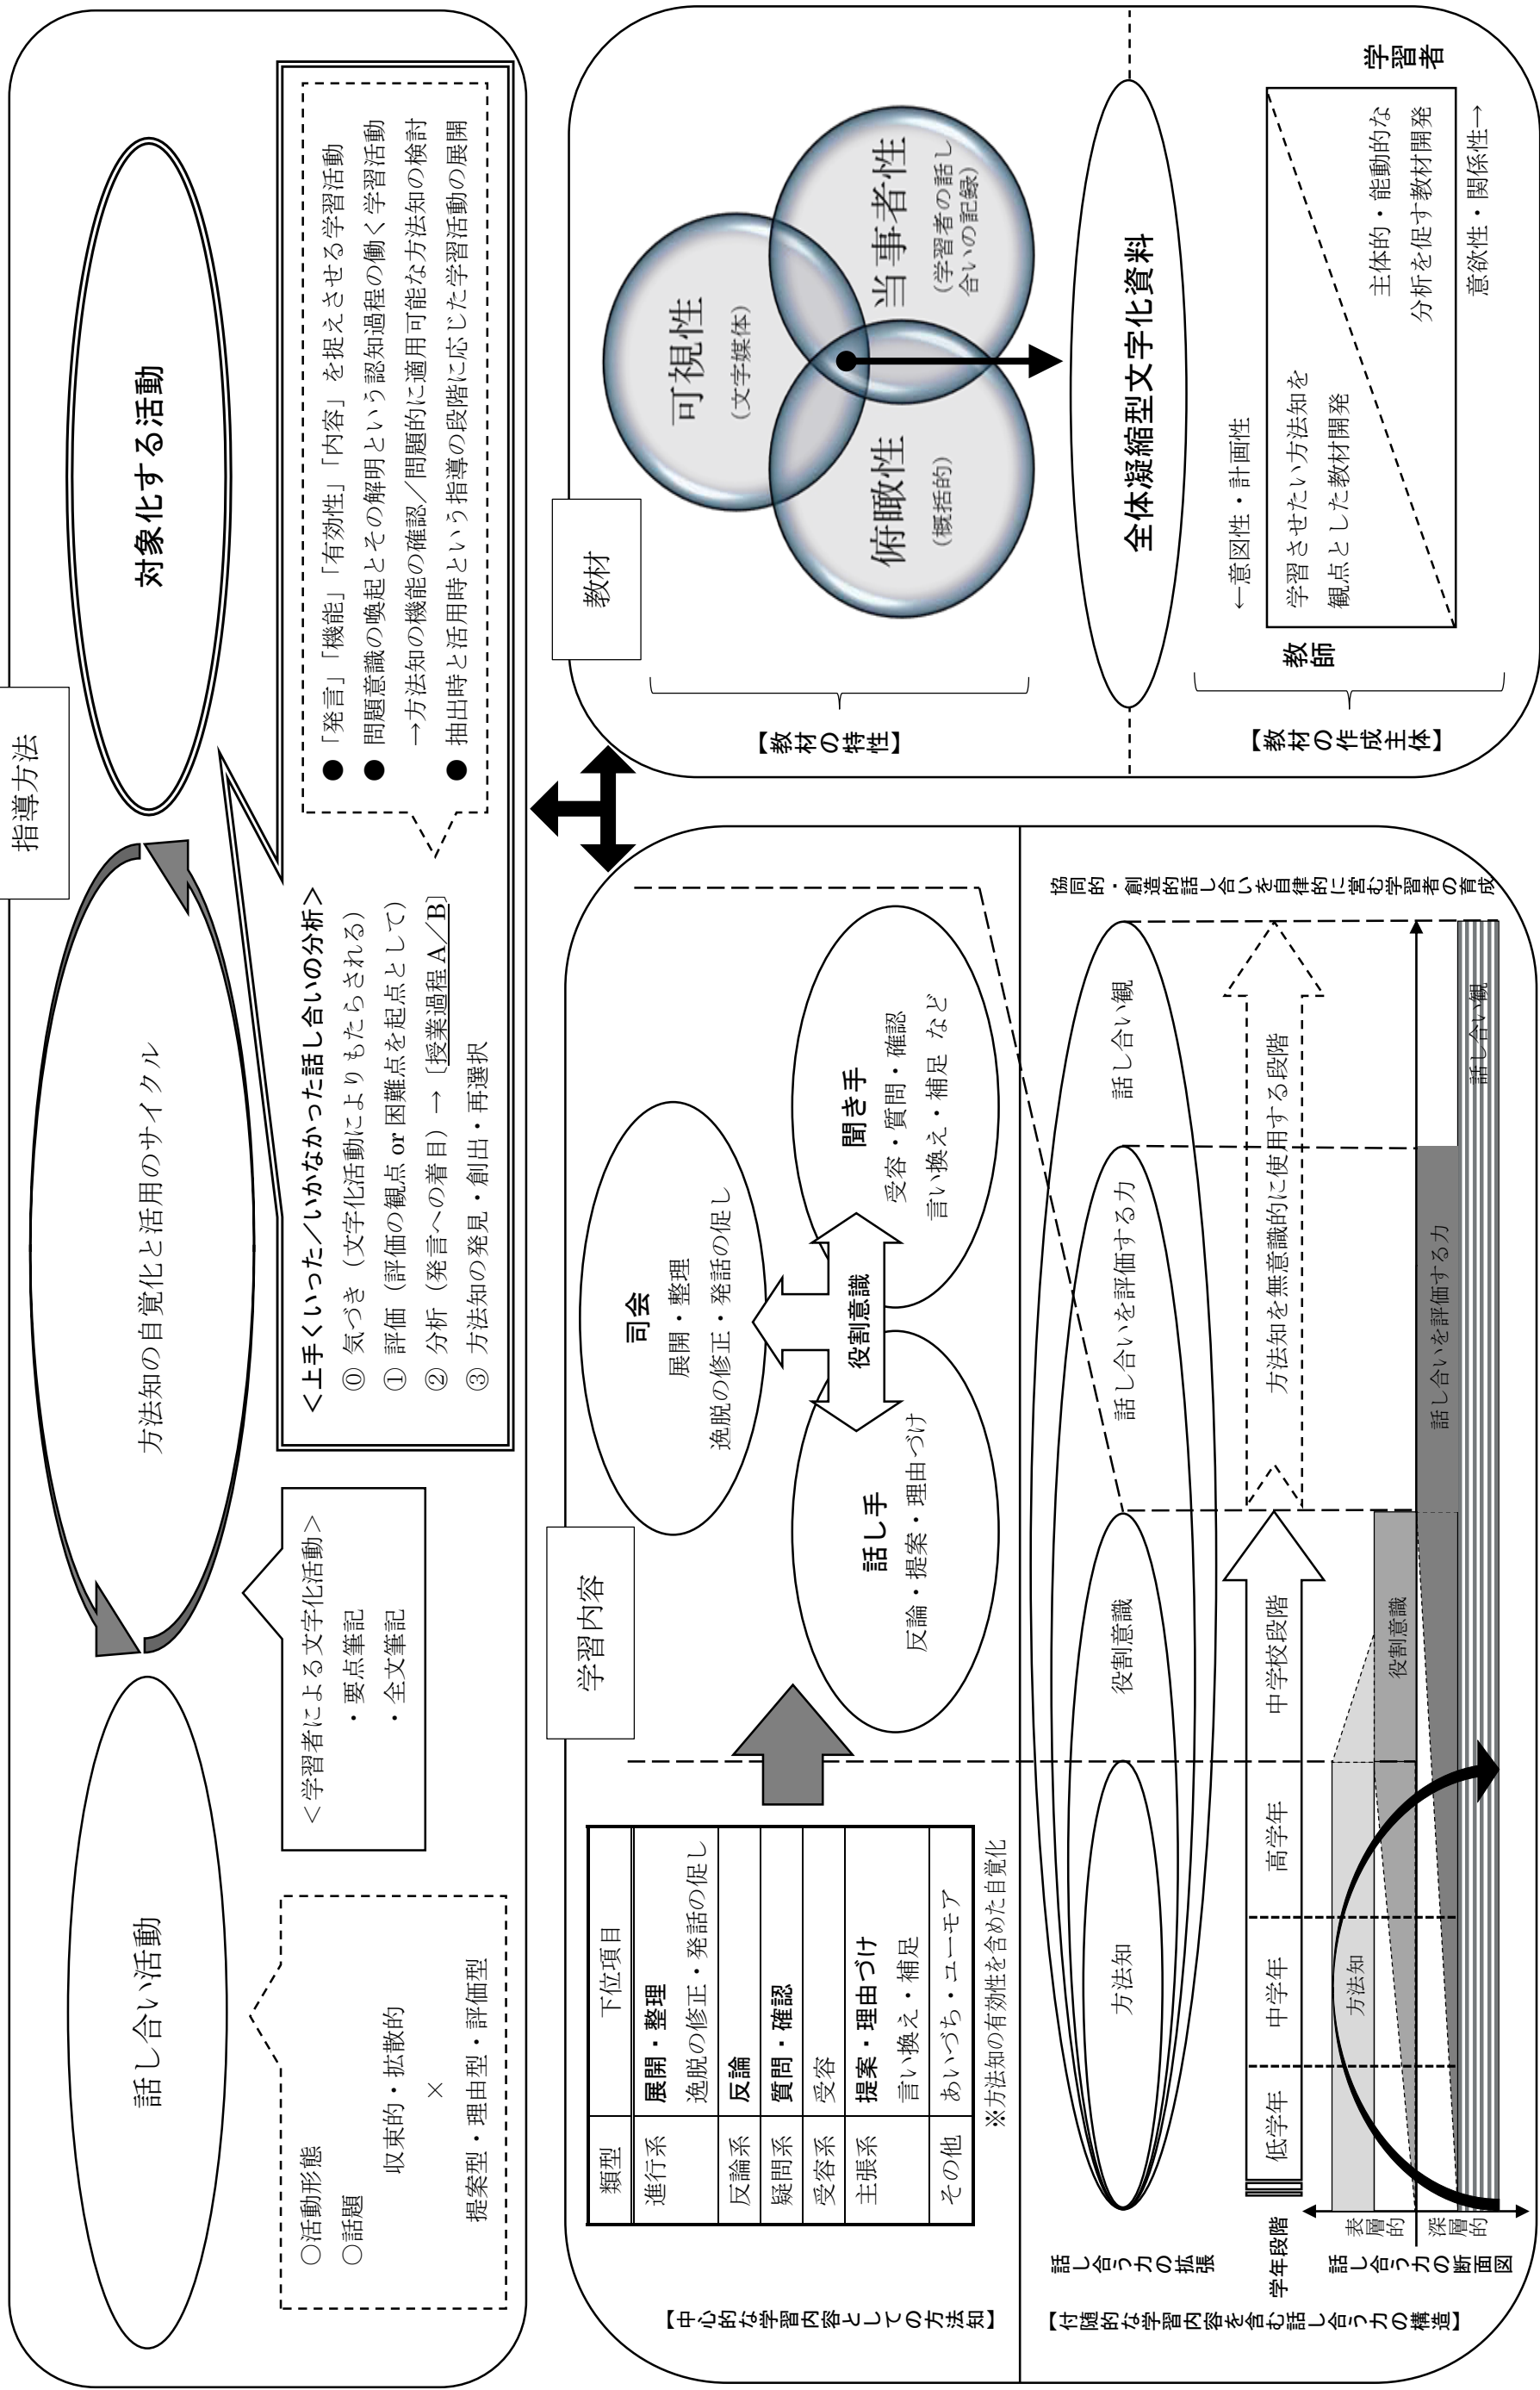 指導方法
話し合い活動
方法知の自覚化と活用のサイクル
対象化する活動
○活動形態
○話題
収束的・拡散的
×
提案型・理由型・評価型
＜学習者による文字化活動＞
・要点筆記
・全文筆記
＜上手くいった／いかなかった話し合いの分析＞
⓪ 気づき（文字化活動によりもたらされる）
① 評価（評価の観点 or 困難点を起点として）
② 分析（発言への着目）→〔授業過程 A／B〕
③ 方法知の発見・創出・再選択
● 「発言」「機能」「有効性」「内容」を捉えさせる学習活動
● 問題意識の喚起とその解明という認知過程の働く学習活動
→方法知の機能の確認／問題的に適用可能な方法知の検討
● 抽出時と活用時という指導の段階に応じた学習活動の展開
学習内容
【中心的な学習内容としての方法知】
類型 下位項目
進行系 展開・整理
逸脱の修正・発話の促し
反論系 反論
疑問系 質問・確認
受容系 受容
主張系 提案・理由づけ
言い換え・補足
その他 あいづち・ユーモア
※方法知の有効性を含めた自覚化
司会
展開・整理
逸脱の修正・発話の促し
役割意識
話し手
反論・提案・理由づけ
聞き手
受容・質問・確認
言い換え・補足 など
【付随的な学習内容を含む話し合う力の構造】
話し合う力の拡張
方法知
役割意識
話し合いを評価する力
話し合い観
協同的・創造的話し合いを自律的に営む学習者の育成
学年段階
低学年
中学年
高学年
中学校段階
方法知を無意識的に使用する段階
話し合う力の断面図
表層的
深層的
方法知
役割意識
話し合いを評価する力
話し合い観
教材
【教材の特性】
可視性
(文字媒体)
俯瞰性
(概括的)
当事者性
(学習者の話し
合いの記録)
全体凝縮型文字化資料
【教材の作成主体】
教師
←意図性・計画性
学習させたい方法知を
観点とした教材開発
主体的・能動的な
分析を促す教材開発
意欲性・関係性→
学習者